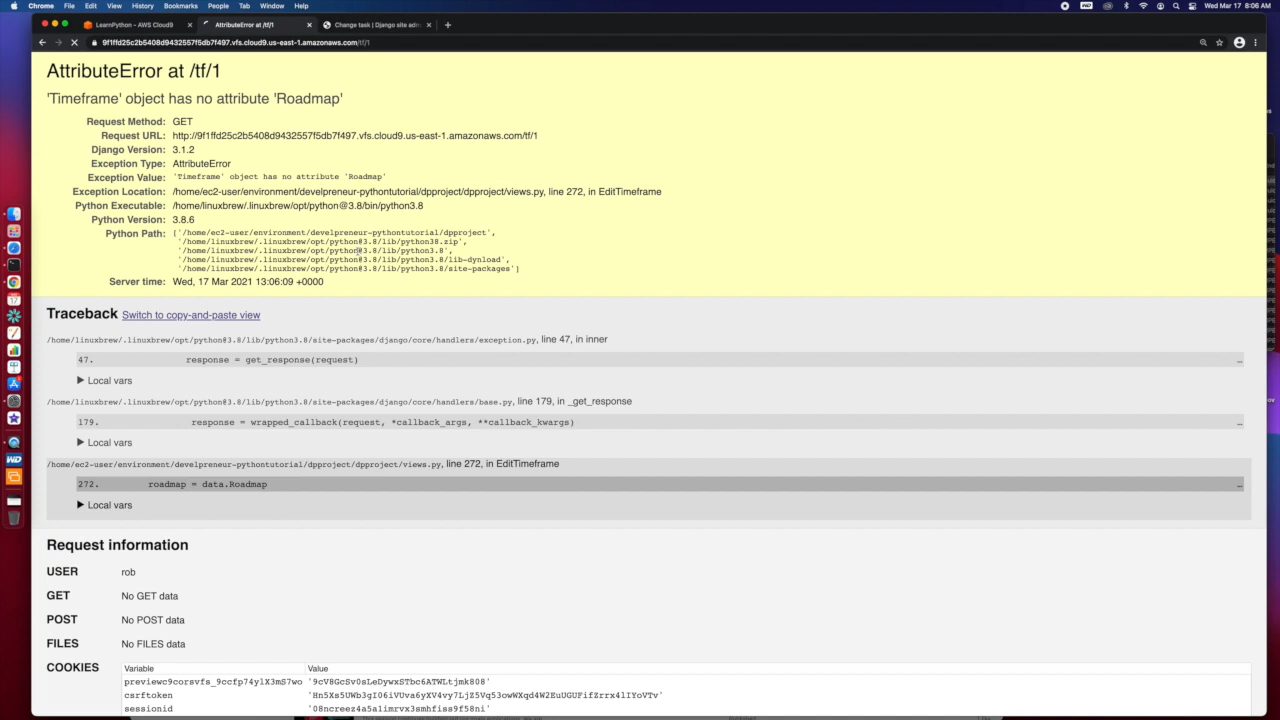 Chrome File Edit View History Bookmarks People Tab Window Help Wed Mar 17 8:06 AM
LearnPython - AWS Cloud9 AttributeError at /tf/1 Change task | Django site adm
9f1ffd25c2b5408d9432557f5db7f497.vfs.cloud9.us-east-1.amazonaws.com/tf/1
AttributeError at /tf/1
'Timeframe' object has no attribute 'Roadmap'
Request Method: GET
Request URL: http://9f1ffd25c2b5408d9432557f5db7f497.vfs.cloud9.us-east-1.amazonaws.com/tf/1
Django Version: 3.1.2
Exception Type: AttributeError
Exception Value: 'Timeframe' object has no attribute 'Roadmap'
Exception Location: /home/ec2-user/environment/develpreneur-pythontutorial/dpproject/dpproject/views.py, line 272, in EditTimeframe
Python Executable: /home/linuxbrew/.linuxbrew/opt/python@3.8/bin/python3.8
Python Version: 3.8.6
Python Path: ['/home/ec2-user/environment/develpreneur-pythontutorial/dpproject',
'/home/linuxbrew/.linuxbrew/opt/python@3.8/lib/python38.zip',
'/home/linuxbrew/.linuxbrew/opt/python@3.8/lib/python3.8',
'/home/linuxbrew/.linuxbrew/opt/python@3.8/lib/python3.8/lib-dynload',
'/home/linuxbrew/.linuxbrew/opt/python@3.8/lib/python3.8/site-packages']
Server time: Wed, 17 Mar 2021 13:06:09 +0000
Traceback Switch to copy-and-paste view
/home/linuxbrew/.linuxbrew/opt/python@3.8/lib/python3.8/site-packages/django/core/handlers/exception.py, line 47, in inner
47. response = get_response(request) …
▶ Local vars
/home/linuxbrew/.linuxbrew/opt/python@3.8/lib/python3.8/site-packages/django/core/handlers/base.py, line 179, in _get_response
179. response = wrapped_callback(request, *callback_args, **callback_kwargs) …
▶ Local vars
/home/ec2-user/environment/develpreneur-pythontutorial/dpproject/dpproject/views.py, line 272, in EditTimeframe
272. roadmap = data.Roadmap …
▶ Local vars
Request information
USER rob
GET No GET data
POST No POST data
FILES No FILES data
COOKIES Variable Value
previewc9corsvfs_9ccfp74ylX3mS7wo '9cV8GcSv0sLeDywxSTbc6ATWLtjmk808'
csrftoken 'Hn5Xs5UWb3gI06iVUva6yXV4vy7LjZ5Vq53owWXqd4W2EuUGUFifZrrx4lIYoVTv'
sessionid '08ncreez4a5alimrvx3smhfiss9f58ni'